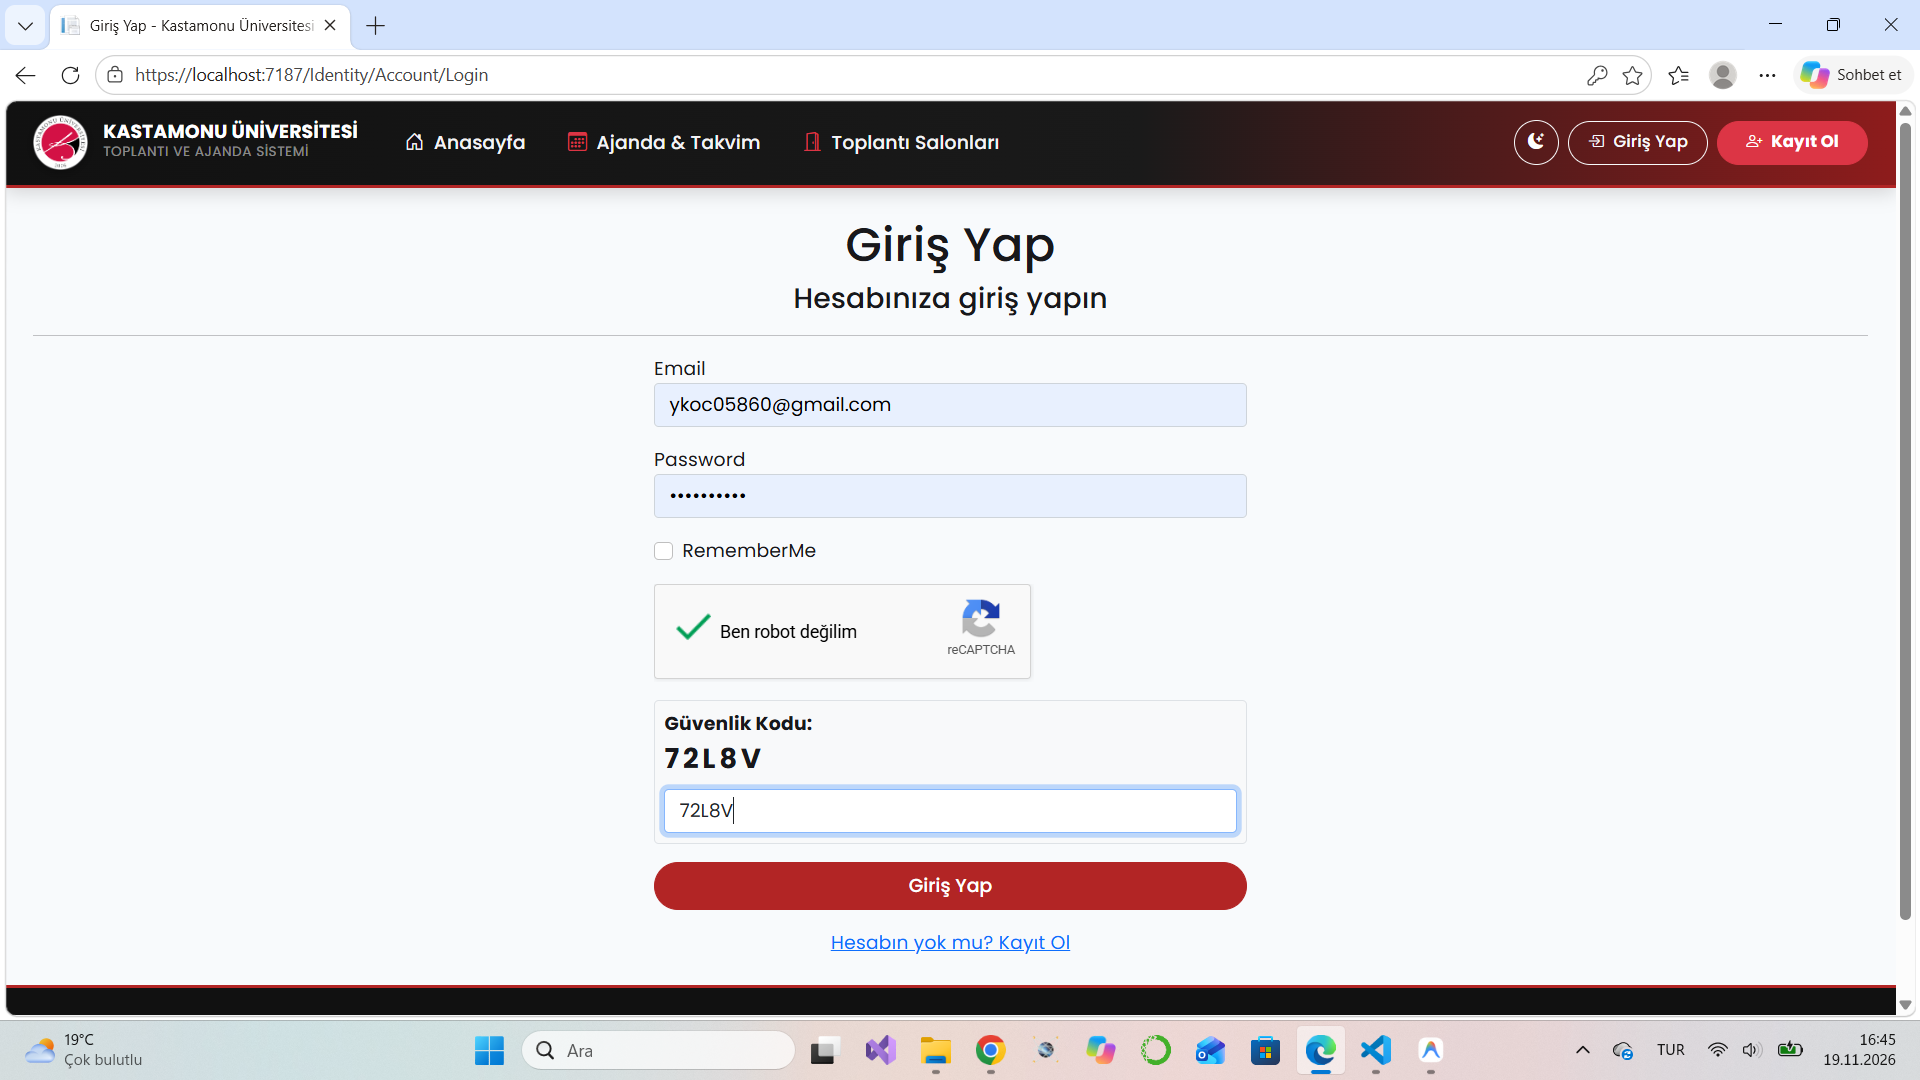 Giriş Yap - Kastamonu Üniversitesi
https://localhost:7187/Identity/Account/Login
Sohbet et
KASTAMONU ÜNİVERSİTESİ
TOPLANTI VE AJANDA SİSTEMİ
Anasayfa
Ajanda & Takvim
Toplantı Salonları
Giriş Yap
Kayıt Ol
Giriş Yap
Hesabınıza giriş yapın
Email
ykoc05860@gmail.com
Password
••••••••••
RememberMe
Ben robot değilim
reCAPTCHA
Güvenlik Kodu:
72L8V
72L8V
Giriş Yap
Hesabın yok mu? Kayıt Ol
19°C
Çok bulutlu
Ara
TUR
16:45
19.11.2026